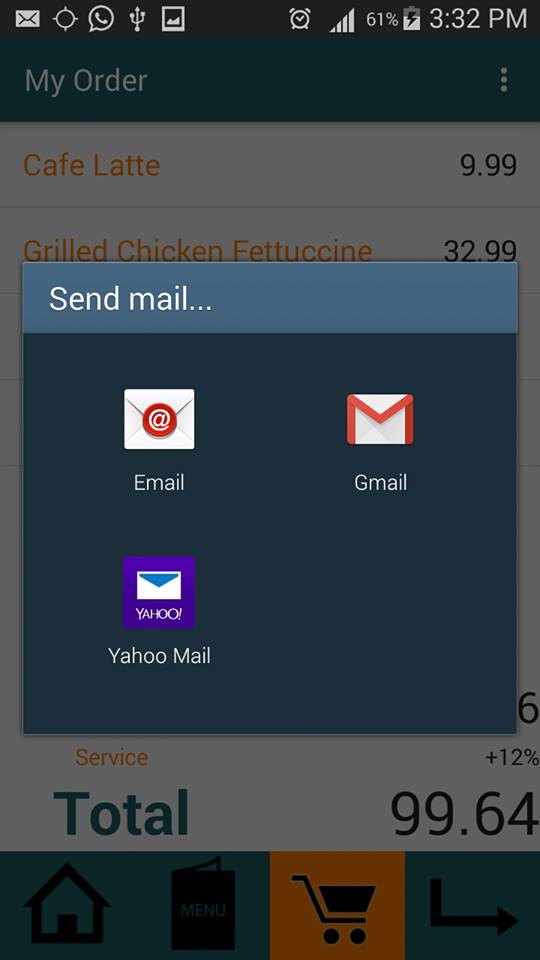 61% 3:32 PM
My Order
Cafe Latte 9.99
Grilled Chicken Fettuccine 32.99
Send mail...
@
Email Gmail
YAHOO!
Yahoo Mail
6
Service +12%
Total 99.64
MENU